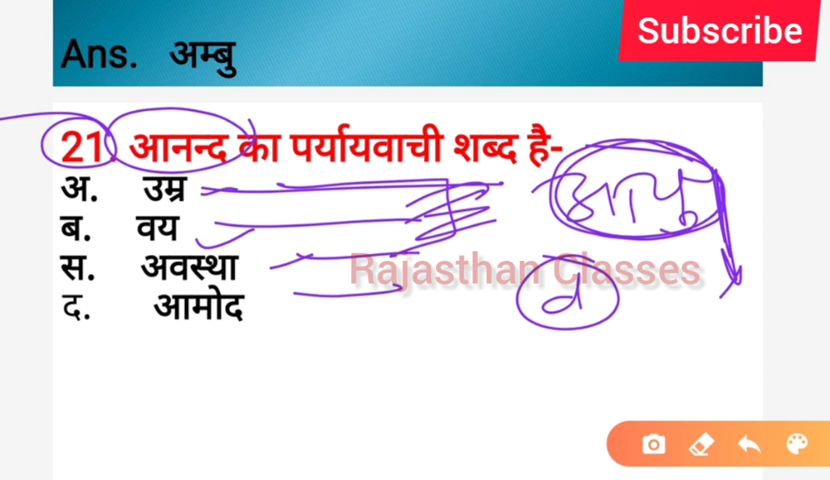 Subscribe
Ans. अम्बु
21. आनन्द का पर्यायवाची शब्द है-
अ. उम्र
ब. वय
स. अवस्था
द. आमोद
आयु
Rajasthan Classes
d